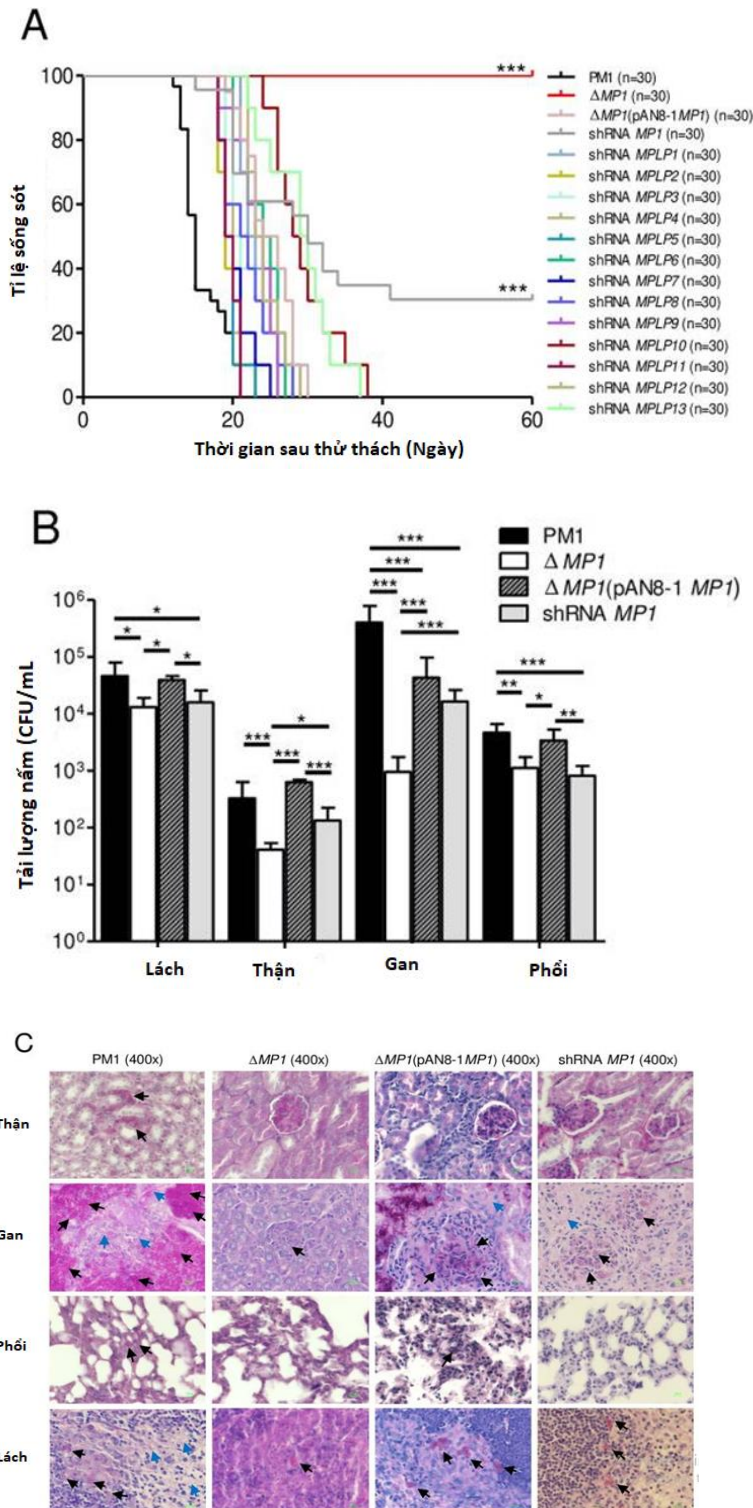 A
Tỉ lệ sống sót
100
80
60
40
20
0
0 20 40 60
Thời gian sau thử thách (Ngày)
***
***
PM1 (n=30)
ΔMP1 (n=30)
ΔMP1(pAN8-1MP1) (n=30)
shRNA MP1 (n=30)
shRNA MPLP1 (n=30)
shRNA MPLP2 (n=30)
shRNA MPLP3 (n=30)
shRNA MPLP4 (n=30)
shRNA MPLP5 (n=30)
shRNA MPLP6 (n=30)
shRNA MPLP7 (n=30)
shRNA MPLP8 (n=30)
shRNA MPLP9 (n=30)
shRNA MPLP10 (n=30)
shRNA MPLP11 (n=30)
shRNA MPLP12 (n=30)
shRNA MPLP13 (n=30)
B
PM1
Δ MP1
Δ MP1(pAN8-1 MP1)
shRNA MP1
Tải lượng nấm (CFU/mL)
10⁶
10⁵
10⁴
10³
10²
10¹
10⁰
*
* * *
*
*** *** ***
***
***
*** ***
***
***
** * **
Lách Thận Gan Phổi
C
PM1 (400x) ΔMP1 (400x) ΔMP1(pAN8-1MP1) (400x) shRNA MP1 (400x)
Thận
Gan
Phổi
Lách